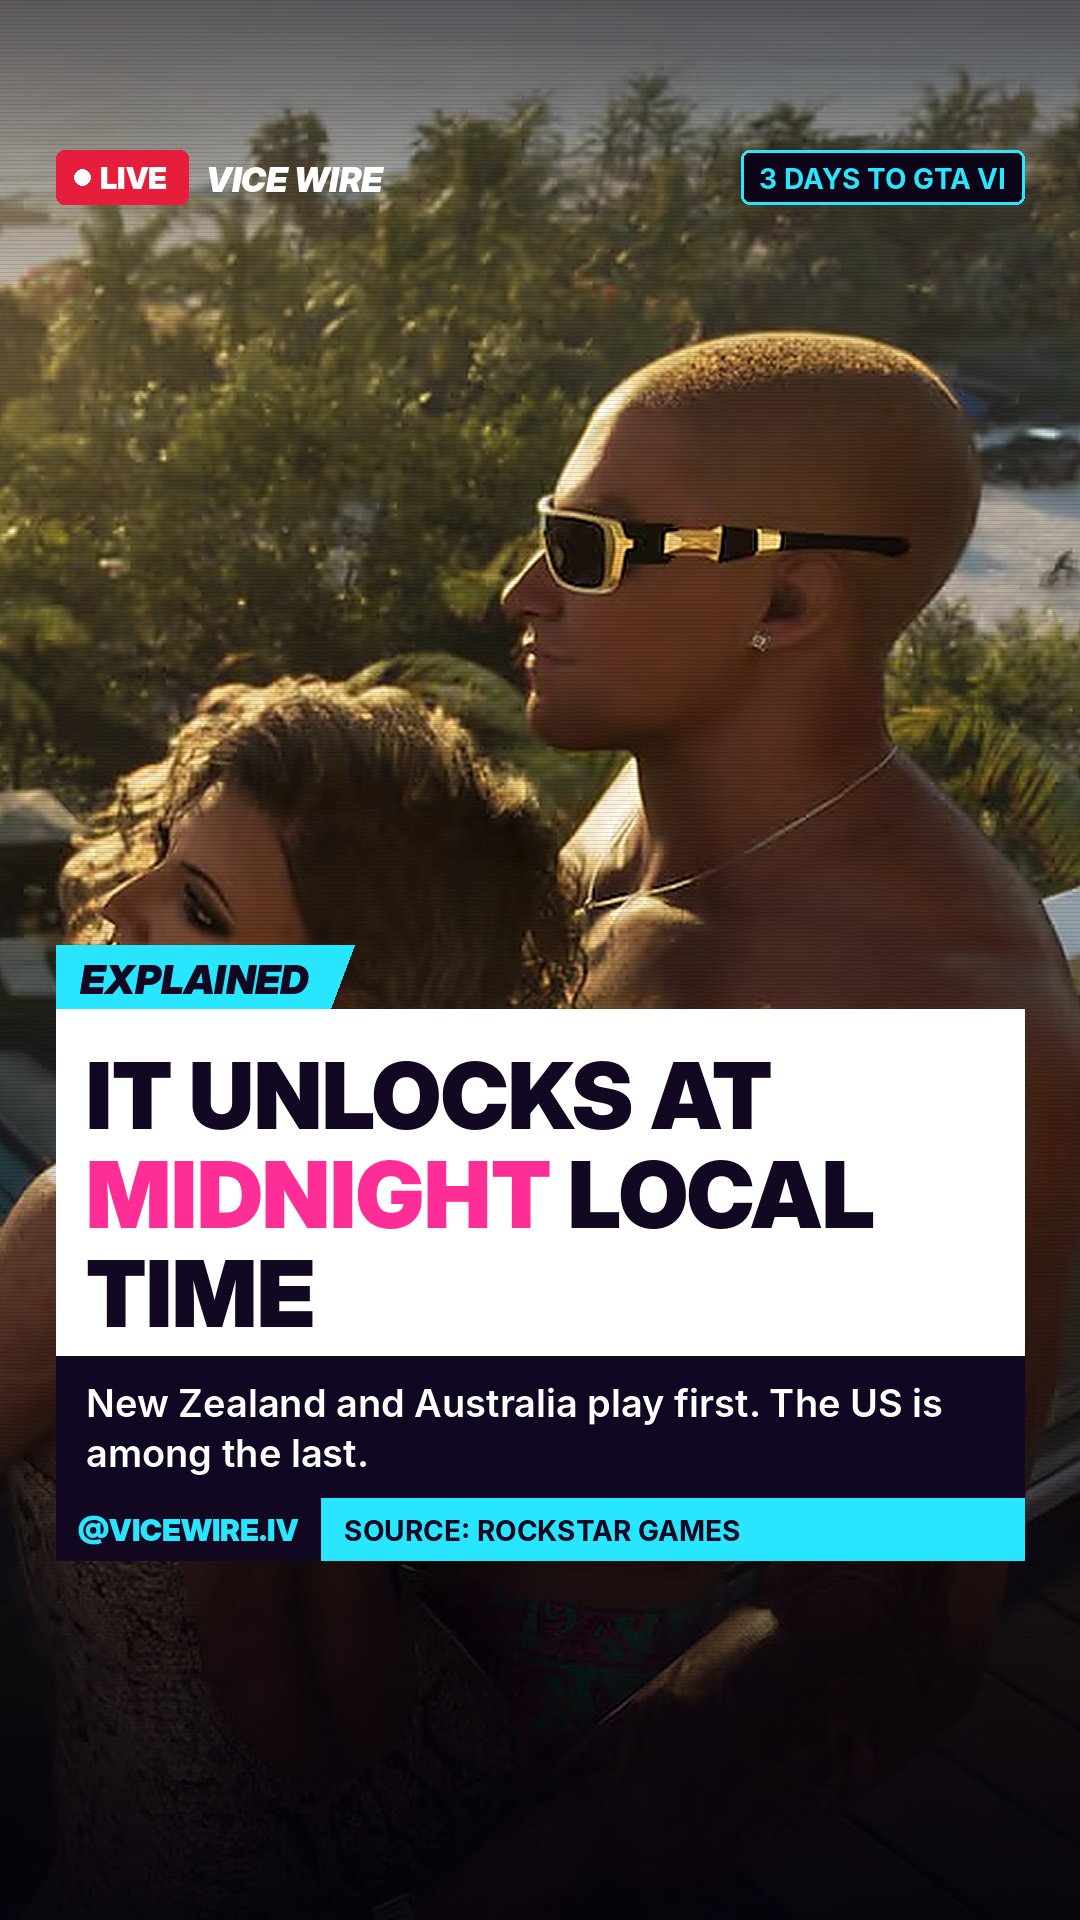 LIVE
VICE WIRE
3 DAYS TO GTA VI
EXPLAINED
IT UNLOCKS AT
MIDNIGHT LOCAL
TIME
New Zealand and Australia play first. The US is
among the last.
@VICEWIRE.IV
SOURCE: ROCKSTAR GAMES